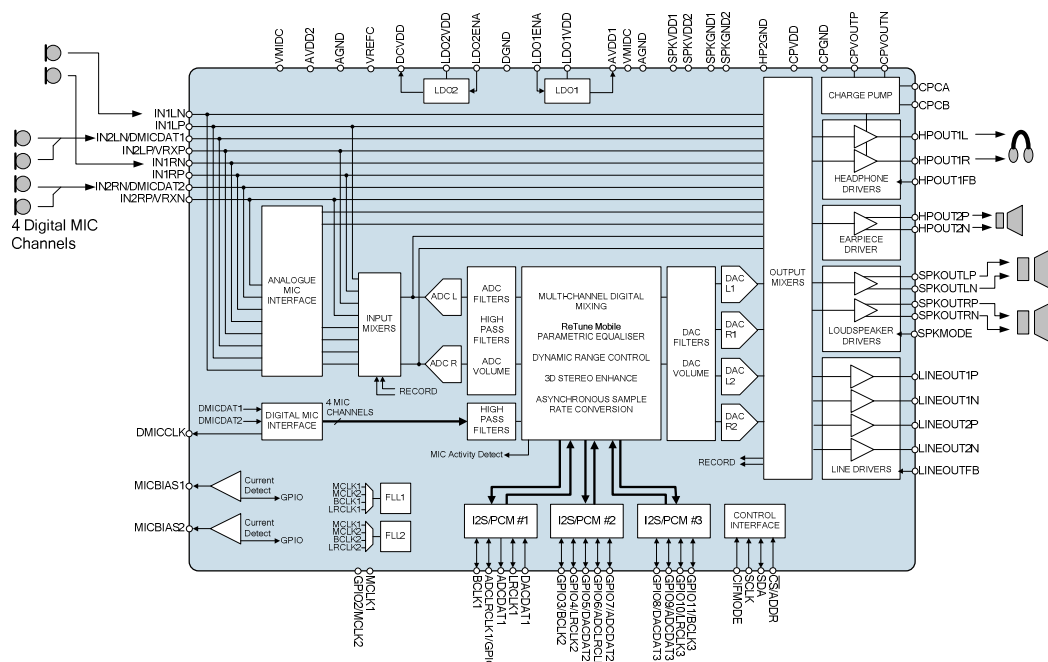 VMIDC
AVDD2
AGND
VREFC
DCVDD
LDO2VDD
LDO2ENA
DGND
LDO1ENA
LDO1VDD
AVDD1
VMIDC
AGND
SPKVDD1
SPKVDD2
SPKGND1
SPKGND2
HP2GND
CPVDD
CPGND
CPVOUTP
CPVOUTN
LDO2
LDO1
CHARGE PUMP
CPCA
CPCB
IN1LN
IN1LP
IN2LN/DMICDAT1
IN2LP/VRXP
IN1RN
IN1RP
IN2RN/DMICDAT2
IN2RP/VRXN
4 Digital MIC
Channels
HPOUT1L
HPOUT1R
HPOUT1FB
HEADPHONE
DRIVERS
HPOUT2P
HPOUT2N
EARPIECE
DRIVER
SPKOUTLP
SPKOUTLN
SPKOUTRP
SPKOUTRN
SPKMODE
LOUDSPEAKER
DRIVERS
ANALOGUE
MIC
INTERFACE
INPUT
MIXERS
RECORD
ADC L
ADC R
ADC
FILTERS
HIGH
PASS
FILTERS
ADC
VOLUME
MULTI-CHANNEL DIGITAL
MIXING
ReTune Mobile
PARAMETRIC EQUALISER
DYNAMIC RANGE CONTROL
3D STEREO ENHANCE
ASYNCHRONOUS SAMPLE
RATE CONVERSION
DAC
FILTERS
DAC
VOLUME
DAC
L1
DAC
R1
DAC
L2
DAC
R2
OUTPUT
MIXERS
LINEOUT1P
LINEOUT1N
LINEOUT2P
LINEOUT2N
LINEOUTFB
LINE DRIVERS
DMICDAT1
DMICDAT2
DIGITAL MIC
INTERFACE
4 MIC
CHANNELS
HIGH
PASS
FILTERS
DMICCLK
MIC Activity Detect
RECORD
MICBIAS1
Current
Detect
GPIO
MICBIAS2
Current
Detect
GPIO
MCLK1
MCLK2
BCLK1
LRCLK1
FLL1
MCLK1
MCLK2
BCLK2
LRCLK2
FLL2
I2S/PCM #1
I2S/PCM #2
I2S/PCM #3
CONTROL
INTERFACE
GPIO2/MCLK2
MCLK1
BCLK1
ADCLRCLK1/GPI
ADCDAT1
LRCLK1
DACDAT1
GPIO3/BCLK2
GPIO4/LRCLK2
GPIO5/DACDAT2
GPIO6/ADCLRCL
GPIO7/ADCDAT2
GPIO8/DACDAT3
GPIO9/ADCDAT3
GPIO10/LRCLK3
GPIO11/BCLK3
CIFMODE
SCLK
SDA
CS/ADDR